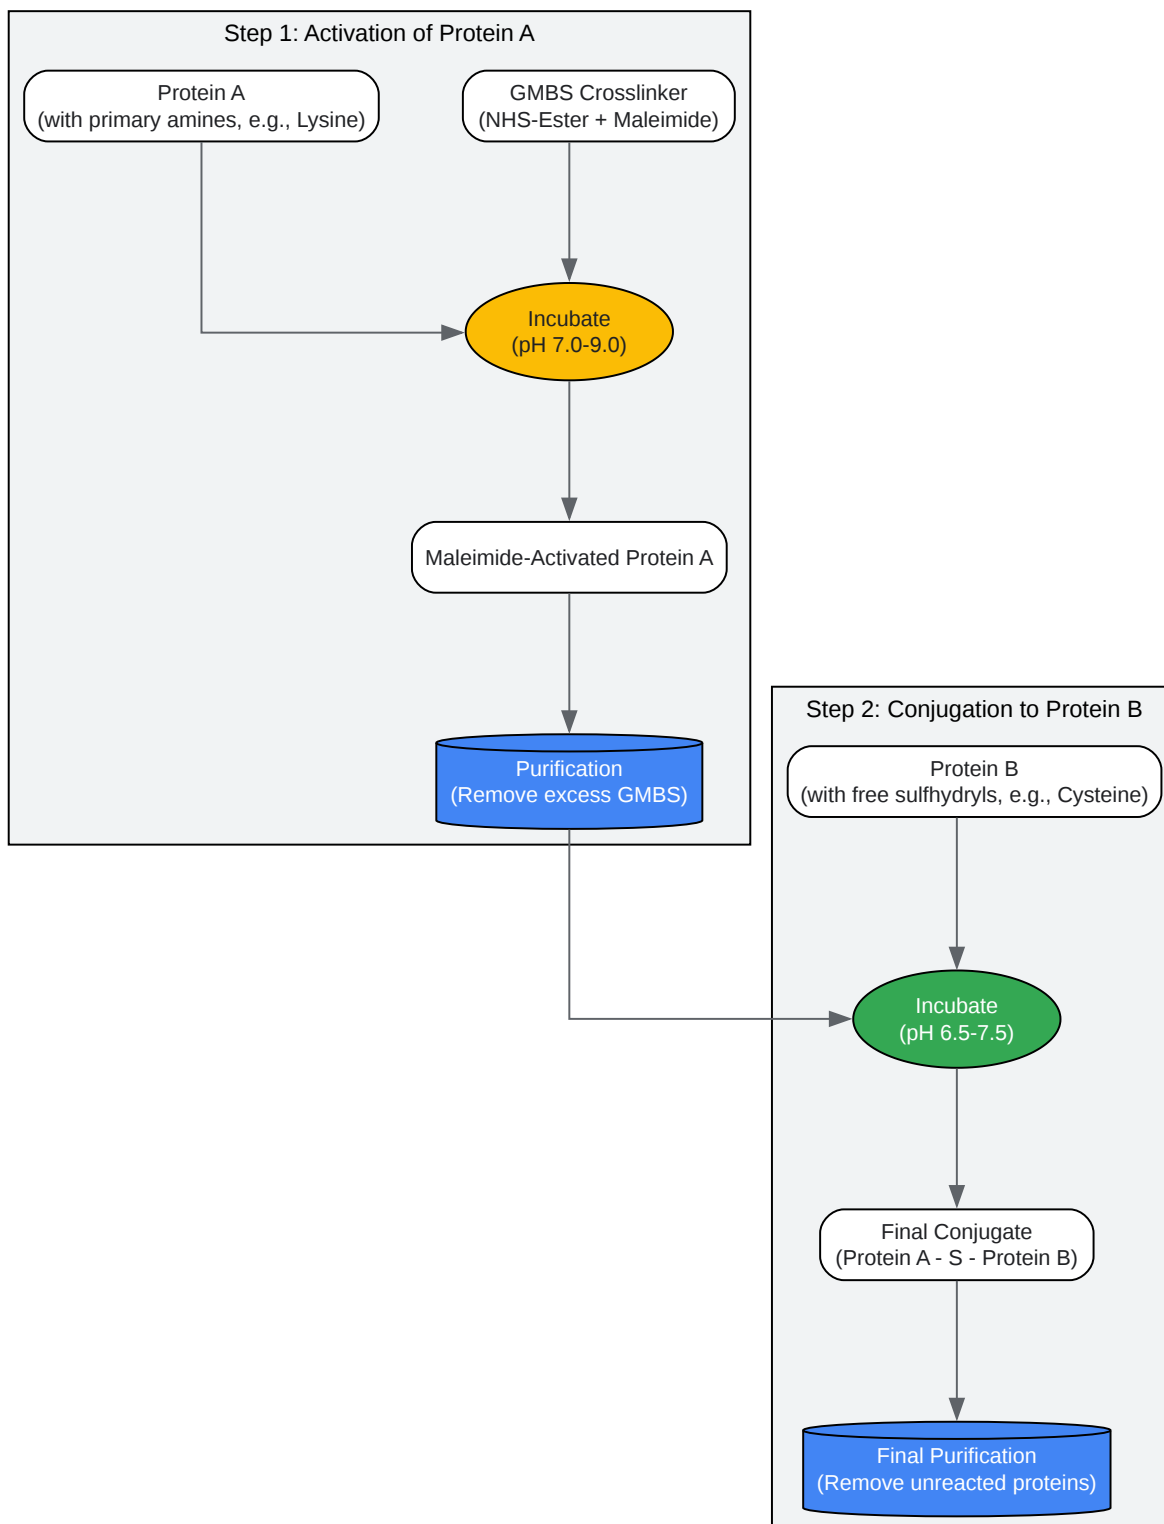 Step 1: Activation of Protein A
Protein A
(with primary amines, e.g., Lysine)
GMBS Crosslinker
(NHS-Ester + Maleimide)
Incubate
(pH 7.0-9.0)
Maleimide-Activated Protein A
Purification
(Remove excess GMBS)
Step 2: Conjugation to Protein B
Protein B
(with free sulfhydryls, e.g., Cysteine)
Incubate
(pH 6.5-7.5)
Final Conjugate
(Protein A - S - Protein B)
Final Purification
(Remove unreacted proteins)